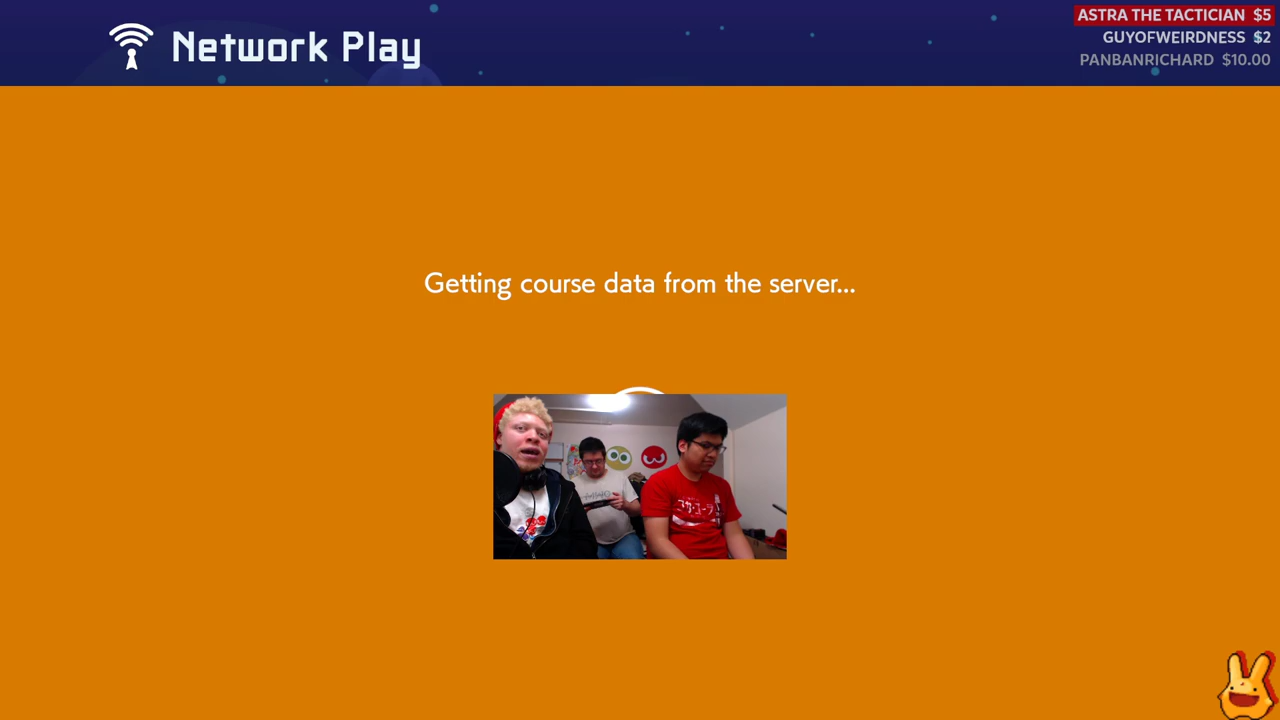 Network Play
ASTRA THE TACTICIAN $5
GUYOFWEIRDNESS $2
PANBANRICHARD $10.00
Getting course data from the server...